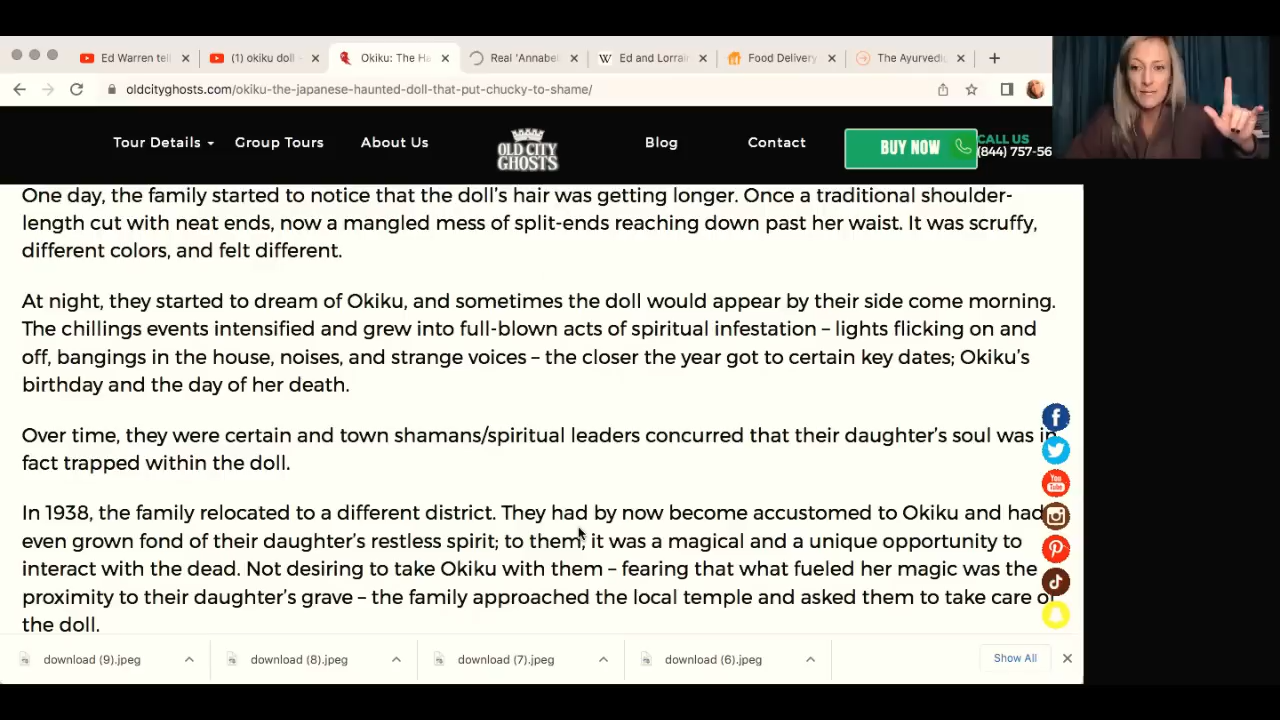 Ed Warren tell
(1) okiku doll -
Okiku: The Ha
Real 'Annabel
Ed and Lorrain
Food Delivery
The Ayurvedic
oldcityghosts.com/okiku-the-japanese-haunted-doll-that-put-chucky-to-shame/
Tour Details
Group Tours
About Us
OLD CITY
GHOSTS
Blog
Contact
BUY NOW
CALL US
(844) 757-56
One day, the family started to notice that the doll's hair was getting longer. Once a traditional shoulder-
length cut with neat ends, now a mangled mess of split-ends reaching down past her waist. It was scruffy,
different colors, and felt different.
At night, they started to dream of Okiku, and sometimes the doll would appear by their side come morning.
The chillings events intensified and grew into full-blown acts of spiritual infestation – lights flicking on and
off, bangings in the house, noises, and strange voices – the closer the year got to certain key dates; Okiku's
birthday and the day of her death.
Over time, they were certain and town shamans/spiritual leaders concurred that their daughter's soul was in
fact trapped within the doll.
In 1938, the family relocated to a different district. They had by now become accustomed to Okiku and had
even grown fond of their daughter's restless spirit; to them, it was a magical and a unique opportunity to
interact with the dead. Not desiring to take Okiku with them – fearing that what fueled her magic was the
proximity to their daughter's grave – the family approached the local temple and asked them to take care of
the doll.
You
Tube
download (9).jpeg
download (8).jpeg
download (7).jpeg
download (6).jpeg
Show All